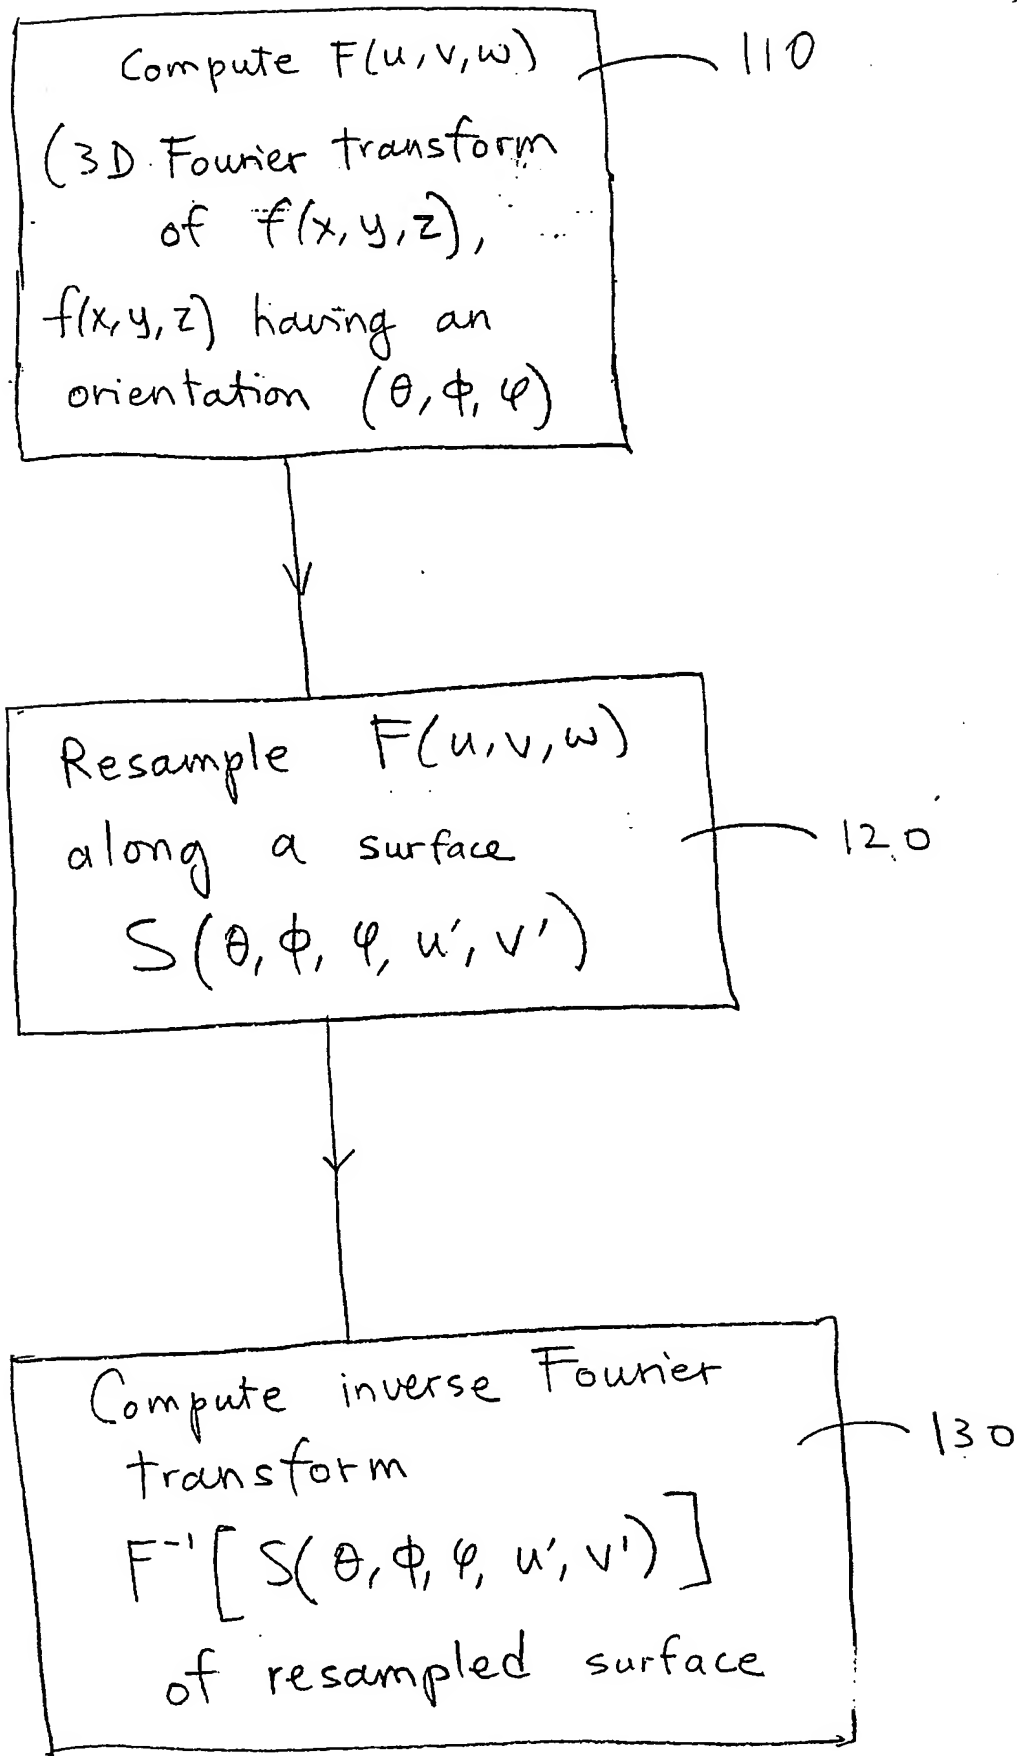 Compute F(u,v,w)
110
(3D Fourier transform
of f(x,y,z),
f(x,y,z) having an
orientation (θ, ϕ, φ)
Resample F(u,v,w)
along a surface
120
S(θ, ϕ, φ, u', v')
Compute inverse Fourier
130
transform
F⁻¹[S(θ, ϕ, φ, u', v')]
of resampled surface